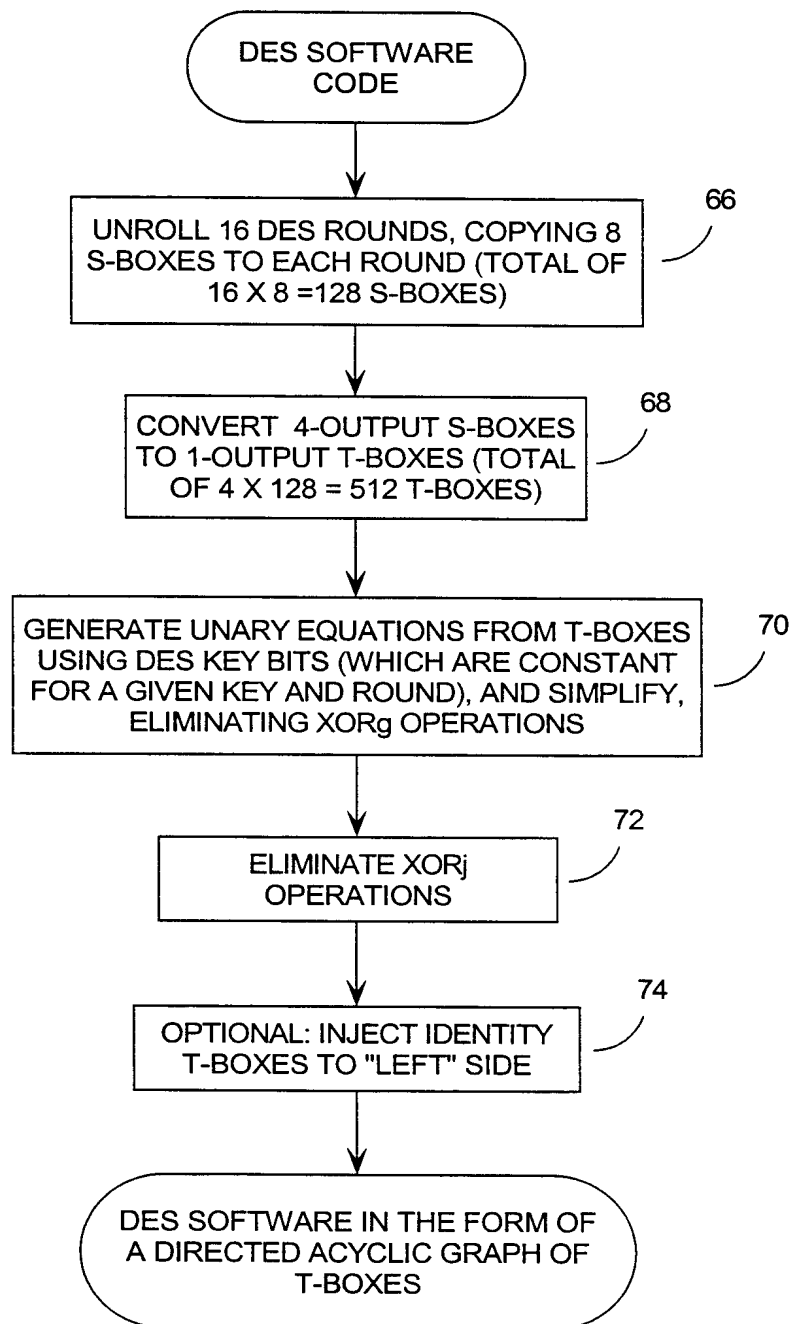 DES SOFTWARE
CODE
66
UNROLL 16 DES ROUNDS, COPYING 8
S-BOXES TO EACH ROUND (TOTAL OF
16 X 8 =128 S-BOXES)
68
CONVERT 4-OUTPUT S-BOXES
TO 1-OUTPUT T-BOXES (TOTAL
OF 4 X 128 = 512 T-BOXES)
70
GENERATE UNARY EQUATIONS FROM T-BOXES
USING DES KEY BITS (WHICH ARE CONSTANT
FOR A GIVEN KEY AND ROUND), AND SIMPLIFY,
ELIMINATING XORg OPERATIONS
72
ELIMINATE XORj
OPERATIONS
74
OPTIONAL: INJECT IDENTITY
T-BOXES TO "LEFT" SIDE
DES SOFTWARE IN THE FORM OF
A DIRECTED ACYCLIC GRAPH OF
T-BOXES